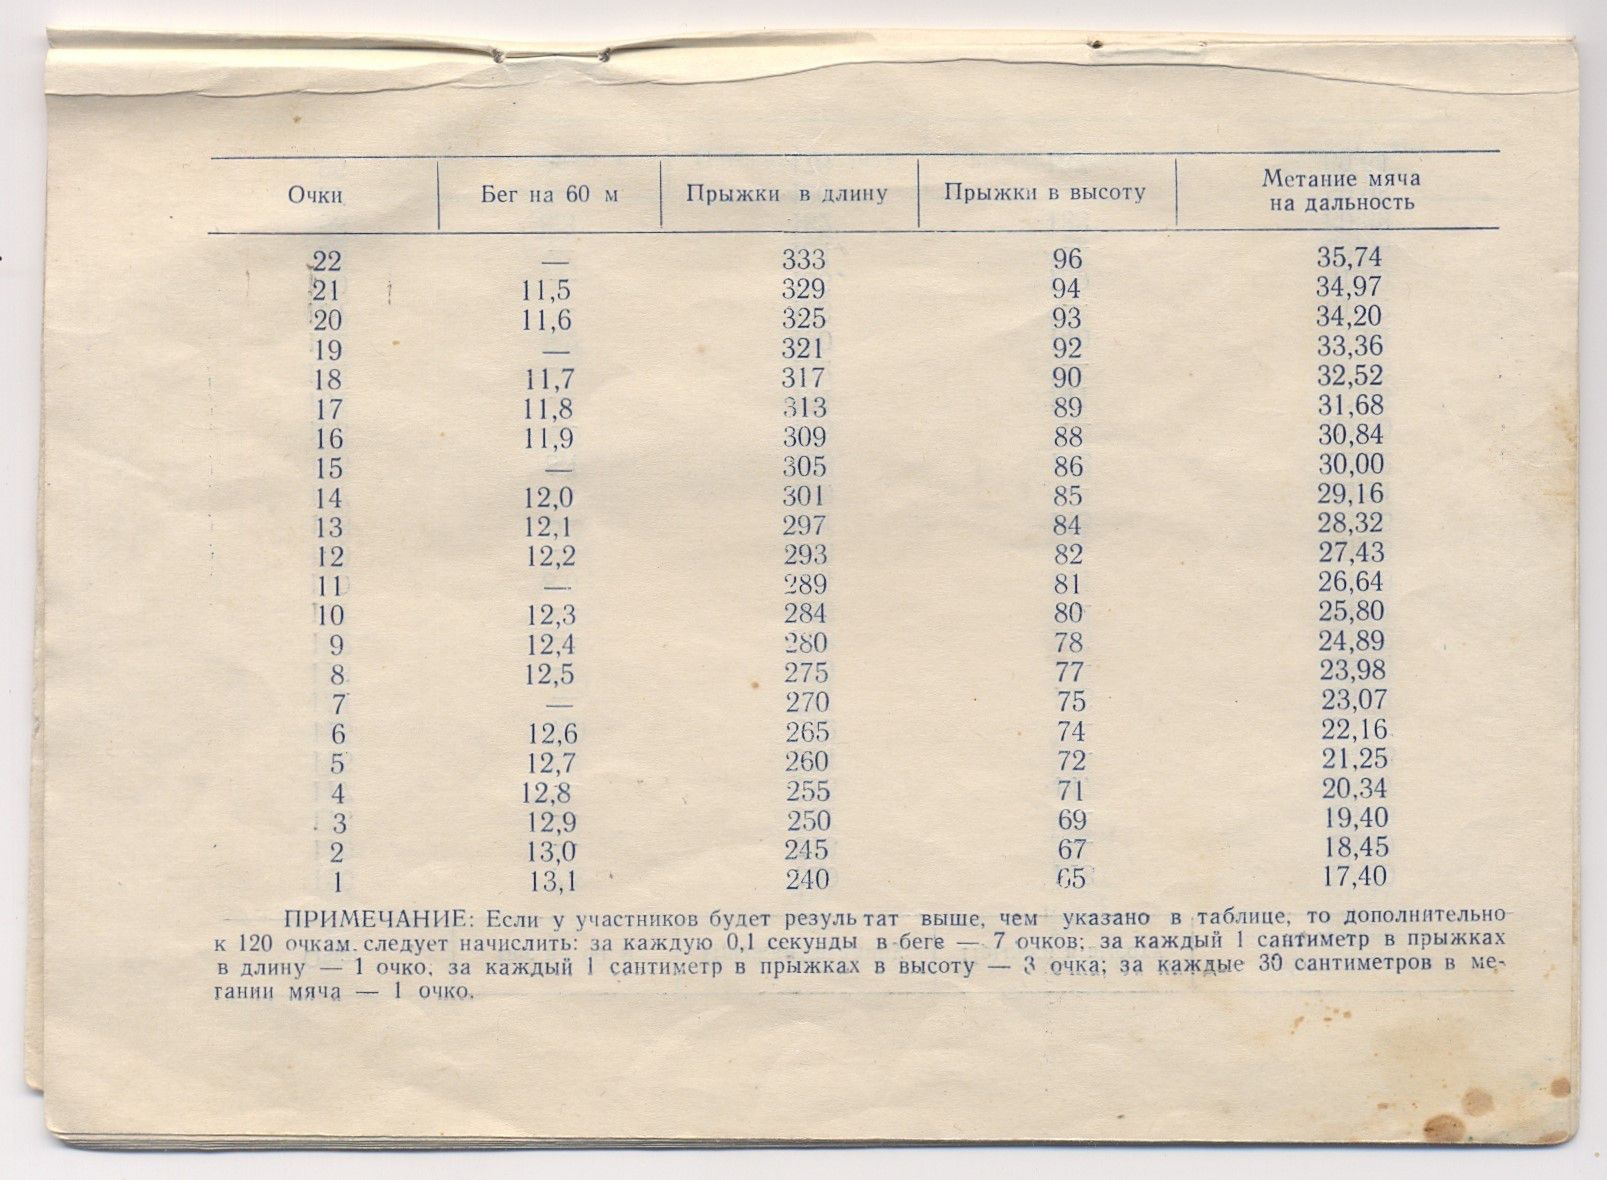 Очки Бег на 60 м Прыжки в длину Прыжки в высоту Метание мяча
на дальность
22 — 333 96 35,74
21 11,5 329 94 34,97
20 11,6 325 93 34,20
19 — 321 92 33,36
18 11,7 317 90 32,52
17 11,8 313 89 31,68
16 11,9 309 88 30,84
15 — 305 86 30,00
14 12,0 301 85 29,16
13 12,1 297 84 28,32
12 12,2 293 82 27,43
11 — 289 81 26,64
10 12,3 284 80 25,80
9 12,4 280 78 24,89
8 12,5 275 77 23,98
7 — 270 75 23,07
6 12,6 265 74 22,16
5 12,7 260 72 21,25
4 12,8 255 71 20,34
3 12,9 250 69 19,40
2 13,0 245 67 18,45
1 13,1 240 65 17,40
ПРИМЕЧАНИЕ: Если у участников будет результат выше, чем указано в таблице, то дополнительно
к 120 очкам следует начислить: за каждую 0,1 секунды в беге — 7 очков; за каждый 1 сантиметр в прыжках
в длину — 1 очко, за каждый 1 сантиметр в прыжках в высоту — 3 очка; за каждые 30 сантиметров в ме-
тании мяча — 1 очко.